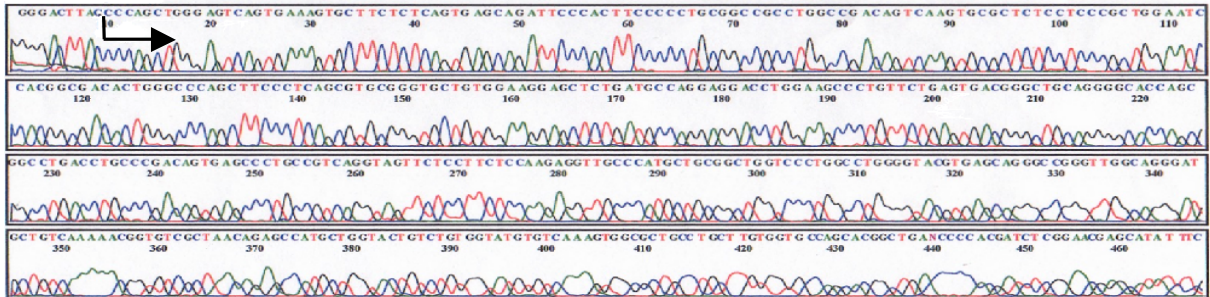 GGGACTTACCCCAGCTGGGAGTCAGTGAAAGTGCTTCTCTCAGTGAGCAGATTCCCACTTCCCCCTGCGGCCGCCTGGCCGACAGTCAAGTGCGCTCTCCTCCCGCTGGAATC
10 20 30 40 50 60 70 80 90 100 110
CACGGCGACACTGGGCCCAGCTTCCCTCAGCGTGCGGGTGCTGTGGAAGGAGCTCTGATGCCAGGAGGACCTGGAAGCCCTGTTCTGAGTGACGGGCTGCAGGGGCACCAGC
120 130 140 150 160 170 180 190 200 210 220
GGCCTGACCTGCCCGACAGTGAGCCCTGCCGTCAGGTAGTTCTCCTTCTCCAAGAGGTTGCCCATGCTGCGGCTGGTCCCTGGCCTGGGGTACGTGAGCAGGGCCGGGTTGGCAGGGAT
230 240 250 260 270 280 290 300 310 320 330 340
GCTGTCAAAAACGGTGTCGCTAACAGAGCCATGCTGGTACTGTCTGTGGTATGTGTCAAAGTGGCGCTGCCTGCTTGTGGTGCCAGCACGGCTGANCCCCACGATCTCGGAACGAGCATATTTC
350 360 370 380 390 400 410 420 430 440 450 460